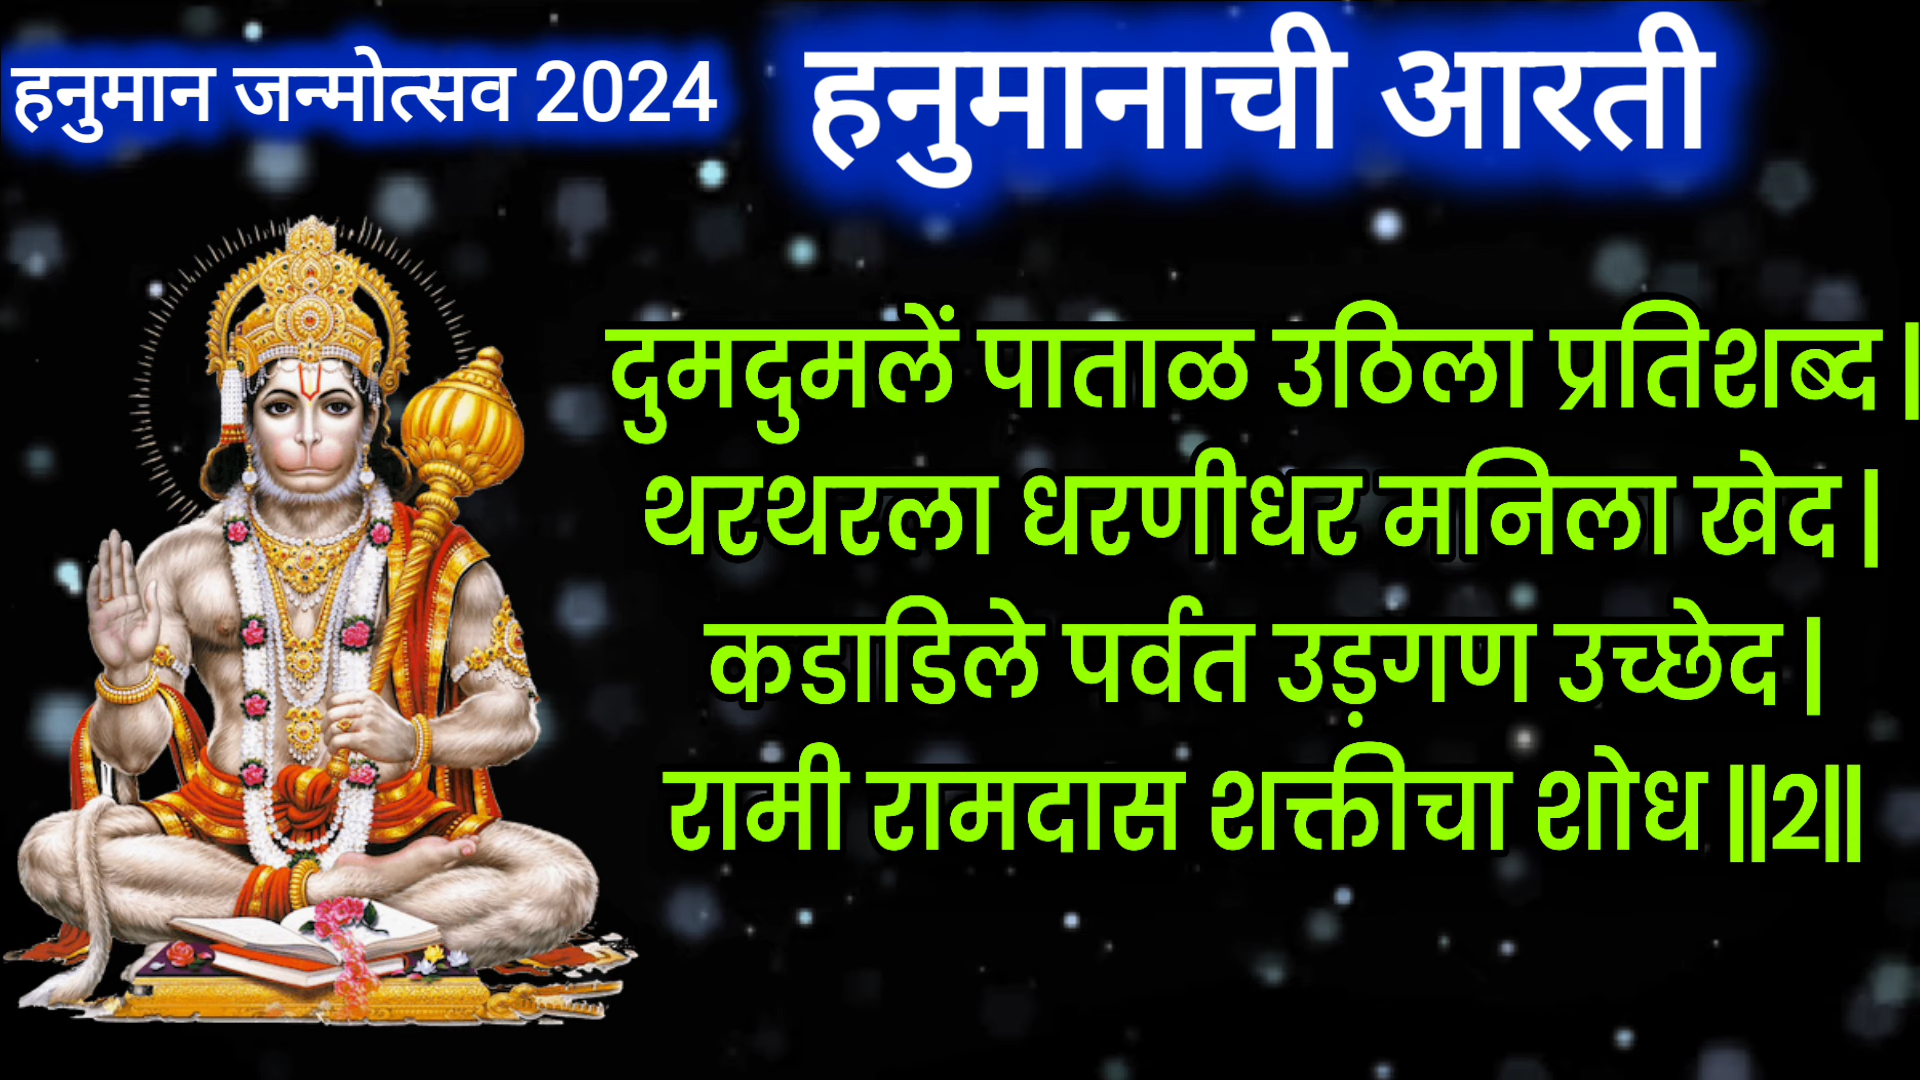 हनुमान जन्मोत्सव 2024
हनुमानाची आरती
दुमदुमलें पाताळ उठिला प्रतिशब्द |
थरथरला धरणीधर मनिला खेद |
कडाडिले पर्वत उड़गण उच्छेद |
रामी रामदास शक्तीचा शोध ||2||